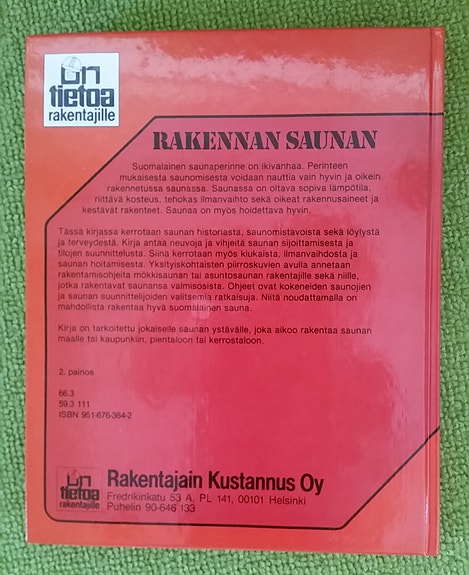 on
tietoa
rakentajille
RAKENNAN SAUNAN
Suomalainen saunaperinne on ikivanhaa. Perinteen
mukaisesta saunomisesta voidaan nauttia vain hyvin ja oikein
rakennetussa saunassa. Saunassa on oltava sopiva lämpötila,
riittävä kosteus, tehokas ilmanvaihto sekä oikeat rakennusaineet ja
kestävät rakenteet. Saunaa on myös hoidettava hyvin.
Tässä kirjassa kerrotaan saunan historiasta, saunomistavoista sekä löylystä
ja terveydestä. Kirja antaa neuvoja ja vihjeitä saunan sijoittamisesta ja
tilojen suunnittelusta. Siinä kerrotaan myös kiukaista, ilmanvaihdosta ja
saunan hoitamisesta. Yksityiskohtaisten piirroskuvien avulla annetaan
rakentamisohjeita mökkisaunan tai asuntosaunan rakentajille sekä niille,
jotka rakentavat saunansa valmisosista. Ohjeet ovat kokeneiden saunojien
ja saunan suunnittelijoiden valitsemia ratkaisuja. Niitä noudattamalla on
mahdollista rakentaa hyvä suomalainen sauna.
Kirja on tarkoitettu jokaiselle saunan ystävälle, joka aikoo rakentaa saunan
maalle tai kaupunkiin, pientaloon tai kerrostaloon.
2. painos
66.3
59.3 111
ISBN 951-676-364-2
on
tietoa
rakentajille
Rakentajain Kustannus Oy
Fredrikinkatu 53 A, PL 141, 00101 Helsinki
Puhelin 90-646 133